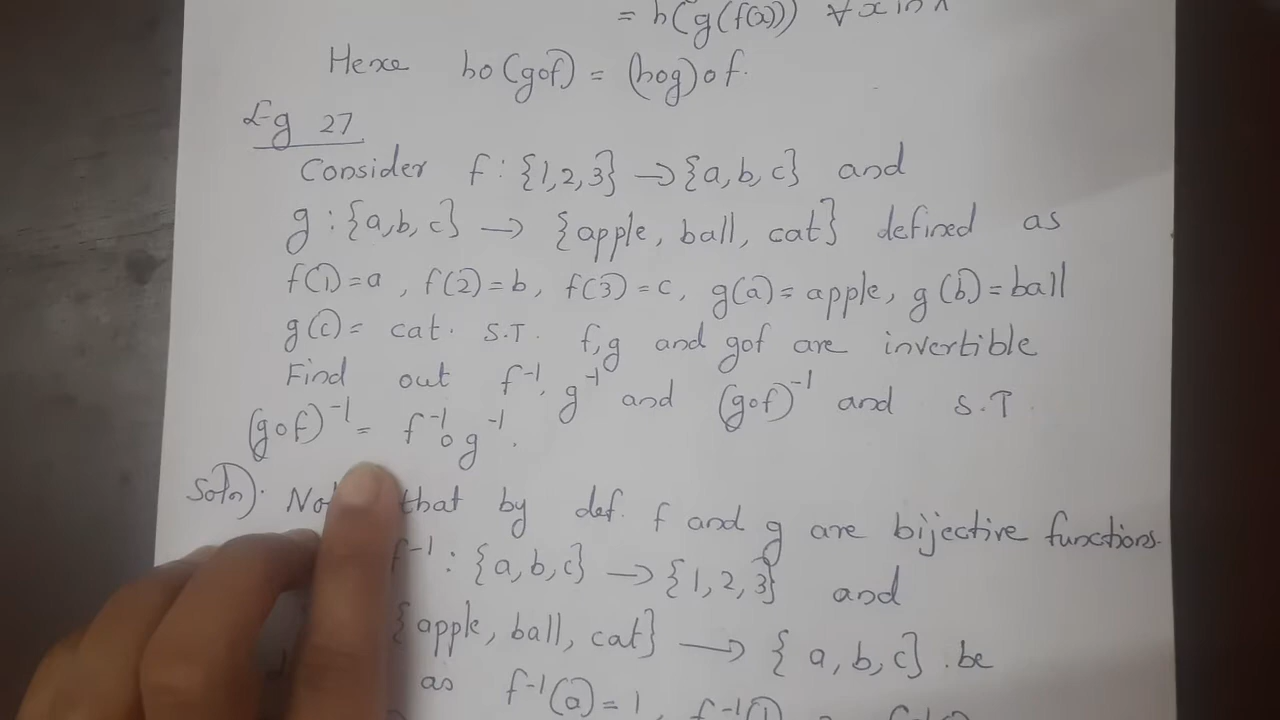 = h(g(f(x))) ∀ x in X
Hence ho(gof) = (hog)of.
Eg 27
Consider f : {1,2,3} → {a,b,c} and
g : {a,b,c} → {apple, ball, cat} defined as
f(1)=a, f(2)=b, f(3)=c, g(a)=apple, g(b)=ball
g(c)= cat. S.T. f,g and gof are invertible
Find out f⁻¹, g⁻¹ and (gof)⁻¹ and S.T
(gof)⁻¹ = f⁻¹og⁻¹.
Soln). that by def. f and g are bijective functions.
f⁻¹ : {a,b,c} → {1,2,3} and
{apple, ball, cat} → {a,b,c}. be
as f⁻¹(a)=1,